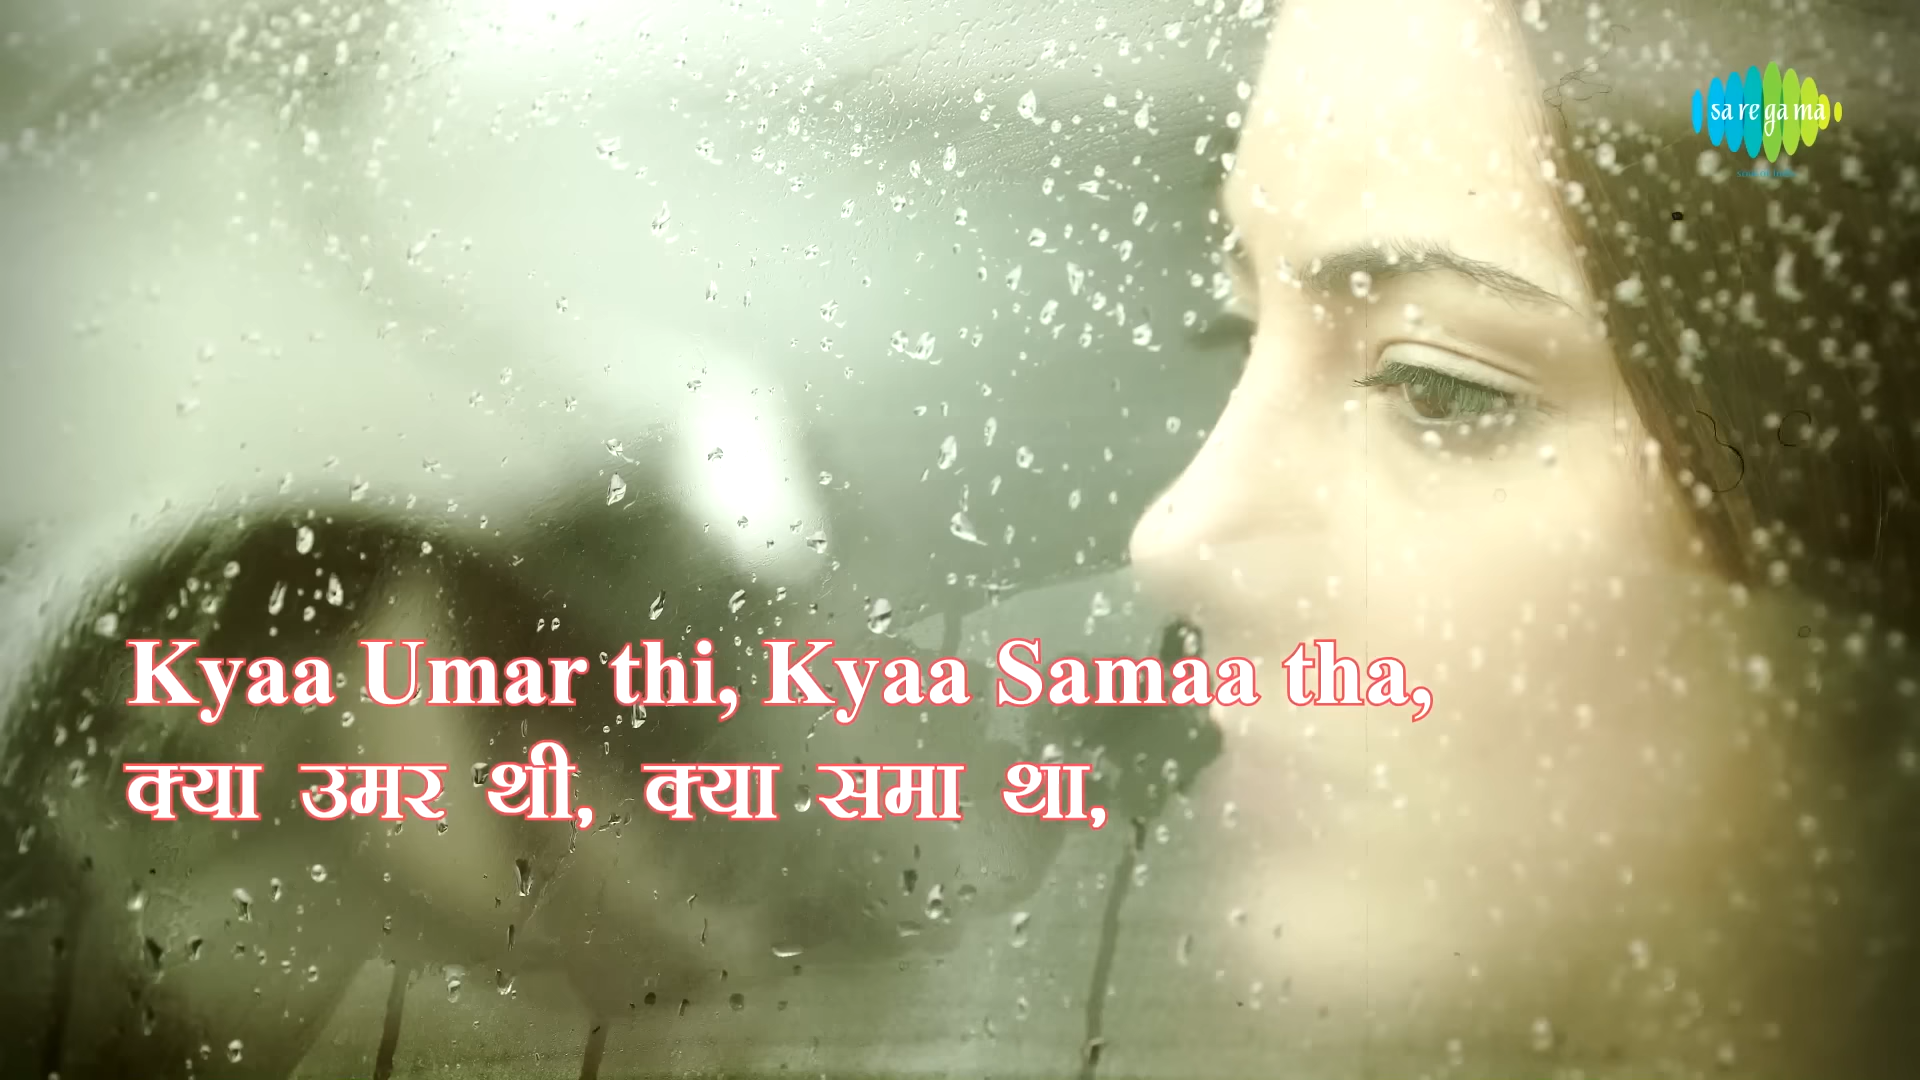 sa re ga ma
Kyaa Umar thi, Kyaa Samaa tha,
क्या उमर थी, क्या समा था,